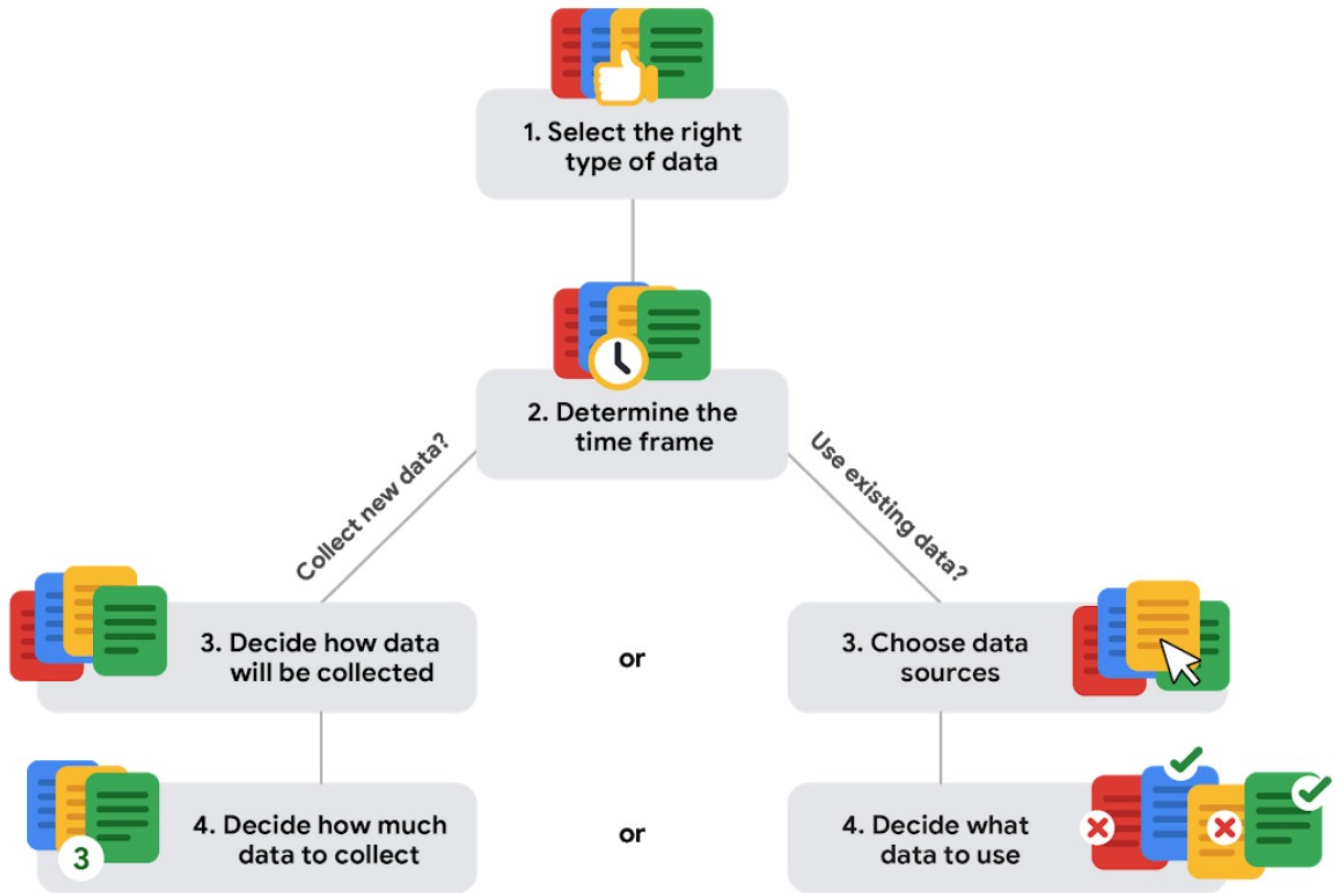 1. Select the right
type of data
2. Determine the
time frame
Collect new data?
Use existing data?
3. Decide how data
will be collected
or
3. Choose data
sources
4. Decide how much
data to collect
3
or
4. Decide what
data to use